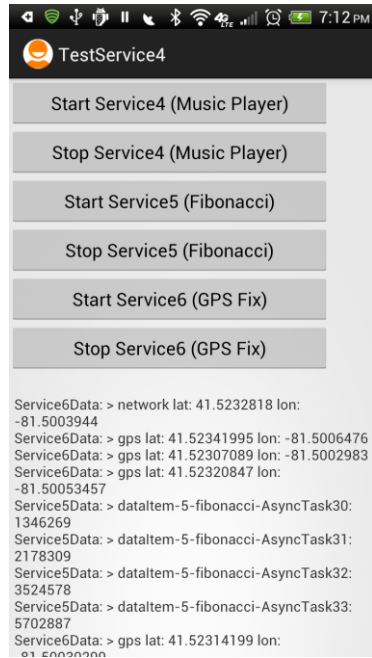 4G
LTE
7:12 PM
TestService4
Start Service4 (Music Player)
Stop Service4 (Music Player)
Start Service5 (Fibonacci)
Stop Service5 (Fibonacci)
Start Service6 (GPS Fix)
Stop Service6 (GPS Fix)
Service6Data: > network lat: 41.5232818 lon:
-81.5003944
Service6Data: > gps lat: 41.52341995 lon: -81.5006476
Service6Data: > gps lat: 41.52307089 lon: -81.5002983
Service6Data: > gps lat: 41.52320847 lon:
-81.50053457
Service5Data: > dataItem-5-fibonacci-AsyncTask30:
1346269
Service5Data: > dataItem-5-fibonacci-AsyncTask31:
2178309
Service5Data: > dataItem-5-fibonacci-AsyncTask32:
3524578
Service5Data: > dataItem-5-fibonacci-AsyncTask33:
5702887
Service6Data: > gps lat: 41.52314199 lon: